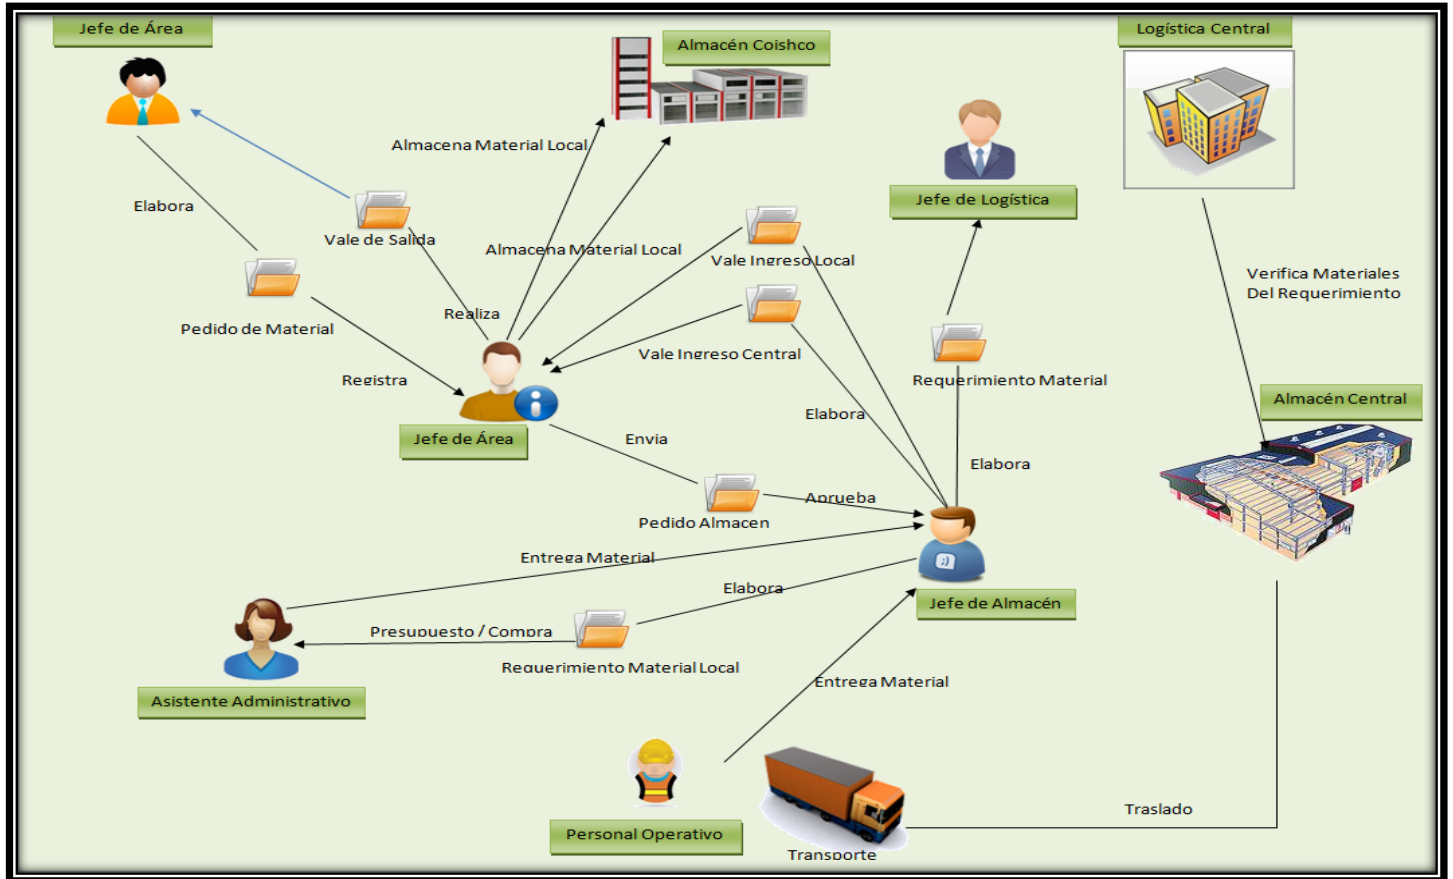 Jefe de Área
Almacén Coishco
Logística Central
Almacena Material Local
Jefe de Logística
Elabora
Vale de Salida
Almacena Material Local
Vale Ingreso Local
Verifica Materiales
Del Requerimiento
Pedido de Material
Realiza
Vale Ingreso Central
Registra
Requerimiento Material
Almacén Central
Jefe de Área
Envia
Elabora
Elabora
Aprueba
Pedido Almacen
Entrega Material
Elabora
Jefe de Almacén
Presupuesto / Compra
Requerimiento Material Local
Asistente Administrativo
Entrega Material
Personal Operativo
Transporte
Traslado